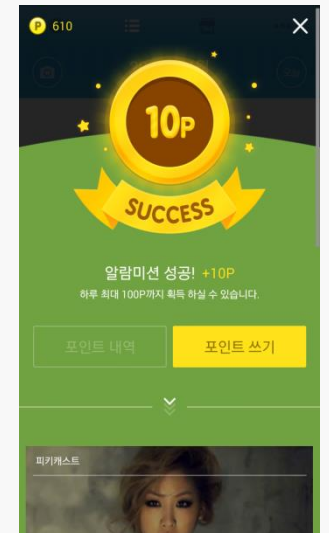 P 610
10P
SUCCESS
알람미션 성공! +10P
하루 최대 100P까지 획득 하실 수 있습니다.
포인트 내역
포인트 쓰기
피키캐스트